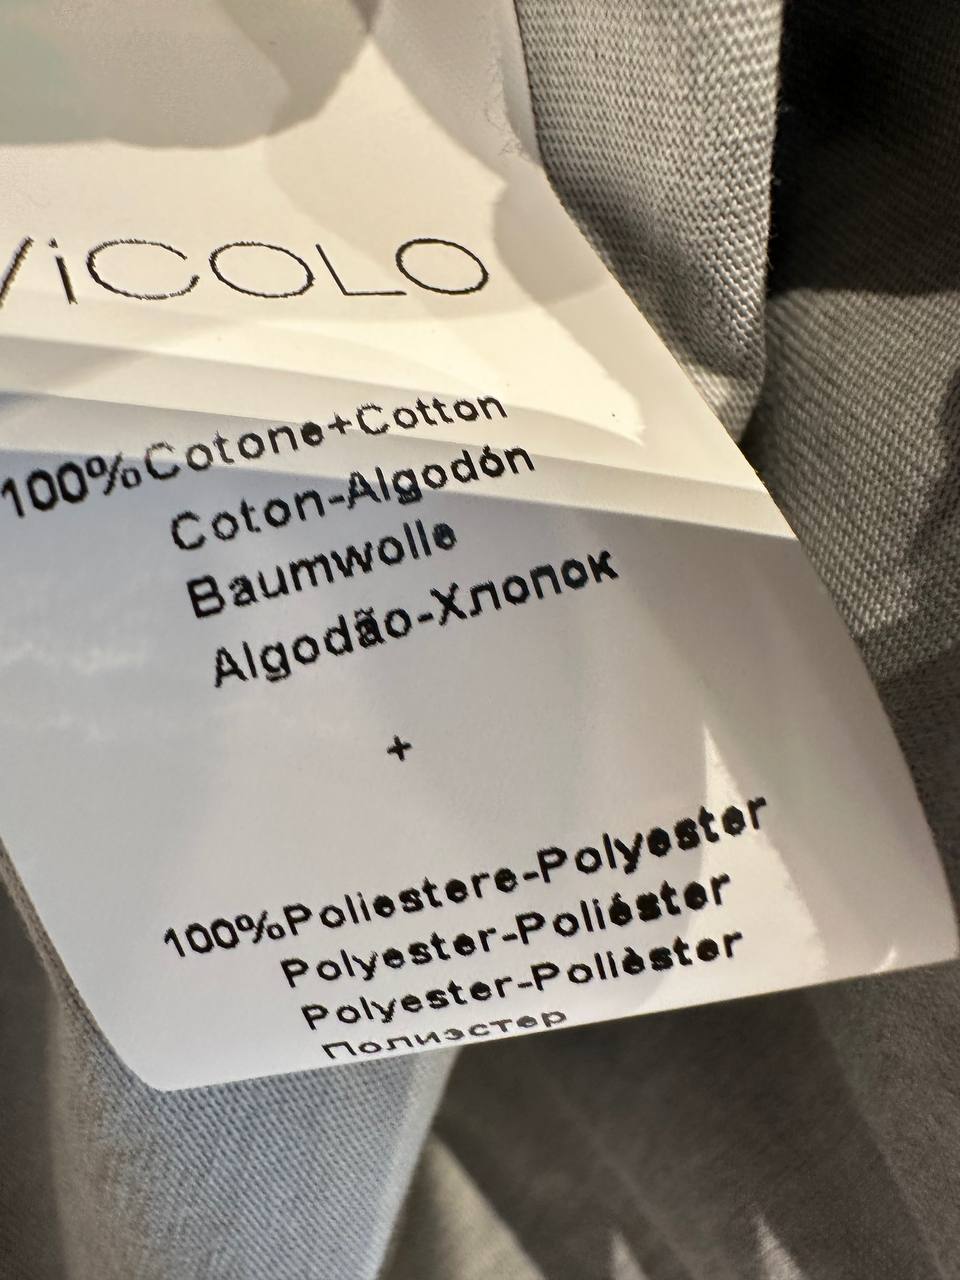 ViCOLO
100%Cotone+Cotton
Coton-Algodón
Baumwolle
Algodão-Хлопок
+
100%Poliestere-Polyester
Polyester-Poliéster
Polyester-Polièster
Полиэстер